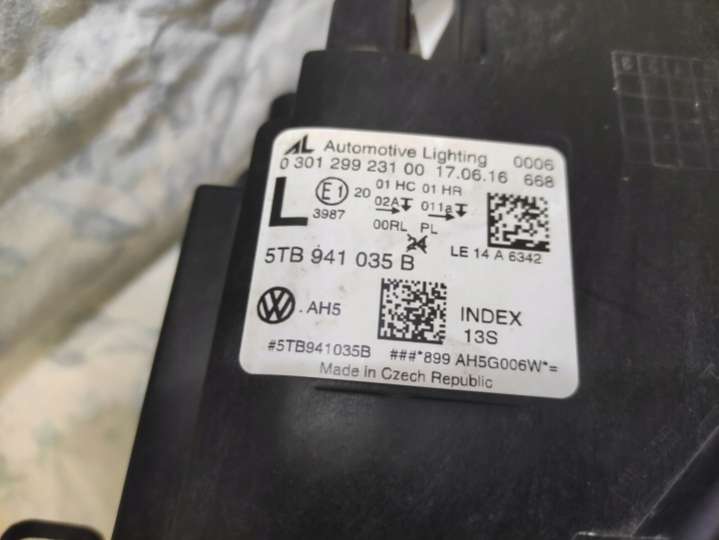 AL Automotive Lighting 0006
0 301 299 231 00 17.06.16 668
L E1 20 01 HC 01 HR
3987 02A 011a
00RL PL
24
LE 14 A 6342
5TB 941 035 B
VW .AH5 INDEX
13S
#5TB941035B ###*899 AH5G006W*=
Made in Czech Republic